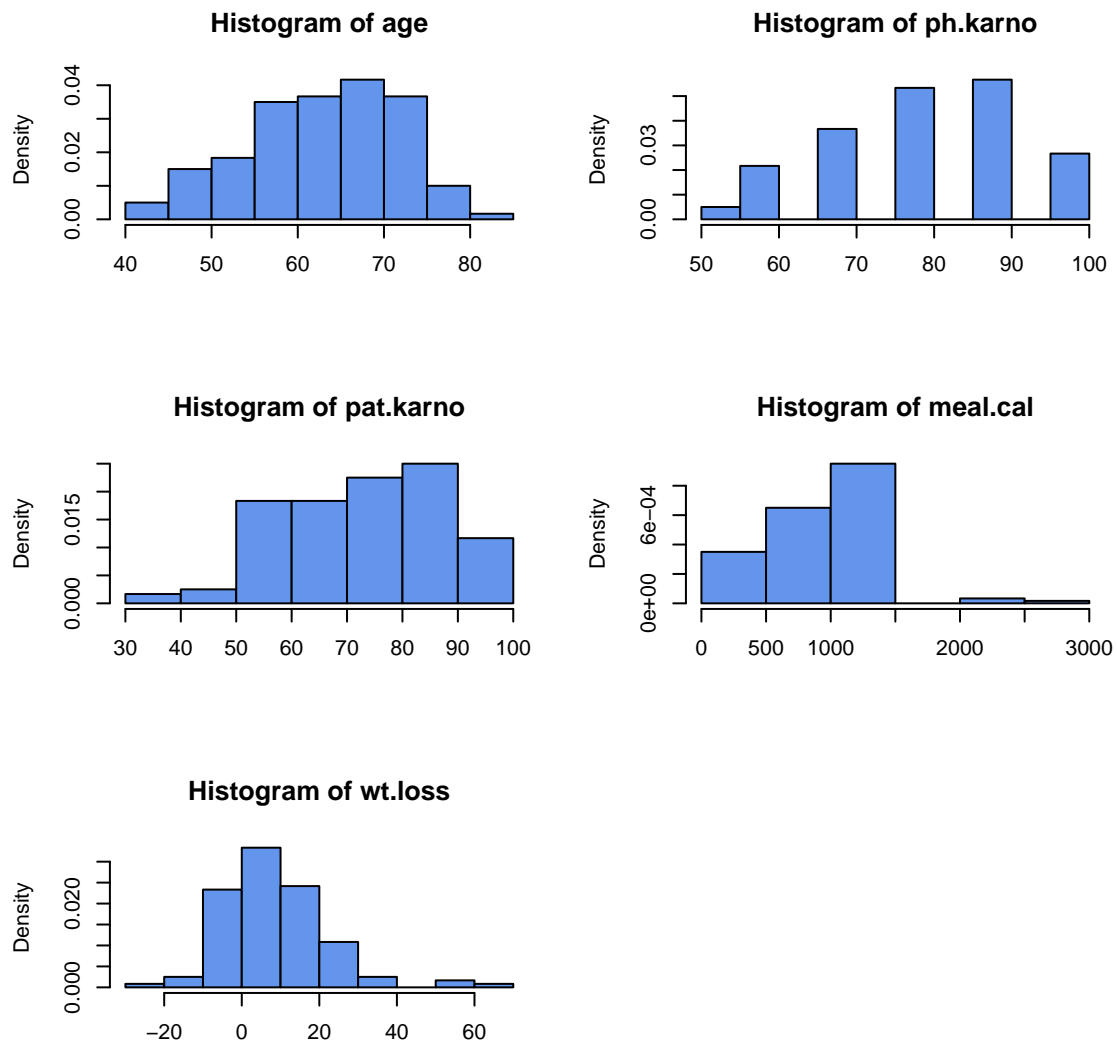 Histogram of age
Density
0.00 0.02 0.04
40 50 60 70 80
Histogram of ph.karno
Density
0.00 0.03
50 60 70 80 90 100
Histogram of pat.karno
Density
0.000 0.015
30 40 50 60 70 80 90 100
Histogram of meal.cal
Density
0e+00 6e−04
0 500 1000 2000 3000
Histogram of wt.loss
Density
0.000 0.020
−20 0 20 40 60